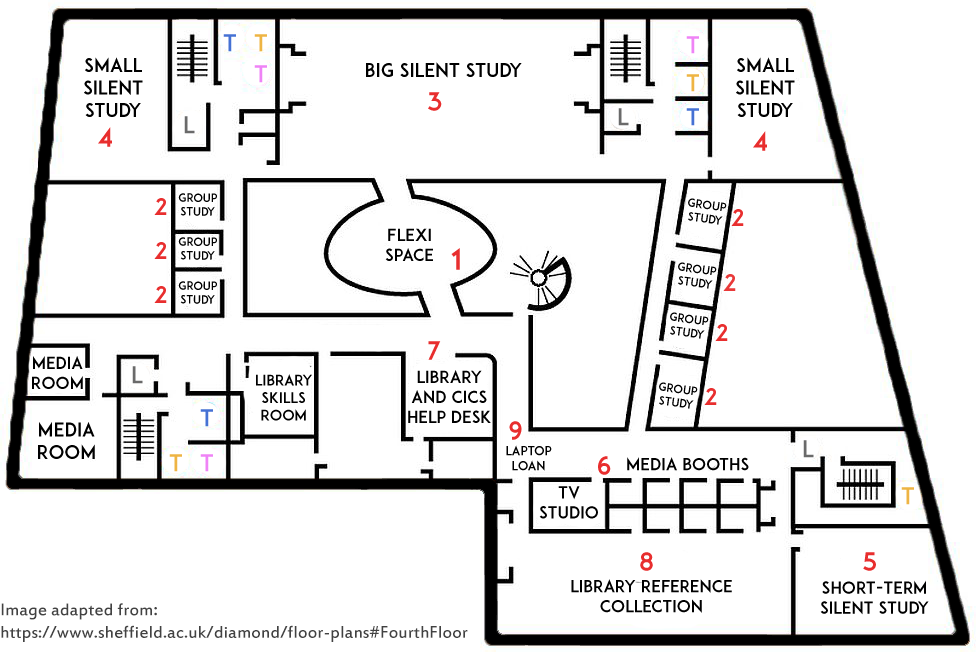 T T
T
SMALL
SILENT
STUDY
4
L
BIG SILENT STUDY
3
T
T
T
L
SMALL
SILENT
STUDY
4
2 GROUP
STUDY
2 GROUP
STUDY
2 GROUP
STUDY
FLEXI
SPACE 1
GROUP
STUDY 2
GROUP
STUDY 2
GROUP
STUDY 2
GROUP
STUDY 2
MEDIA
ROOM
MEDIA
ROOM
L
T
T T
LIBRARY
SKILLS
ROOM
7
LIBRARY
AND CICS
HELP DESK
9
LAPTOP
LOAN
6 MEDIA BOOTHS
TV
STUDIO
L
T
8
LIBRARY REFERENCE
COLLECTION
5
SHORT-TERM
SILENT STUDY
Image adapted from:
https://www.sheffield.ac.uk/diamond/floor-plans#FourthFloor